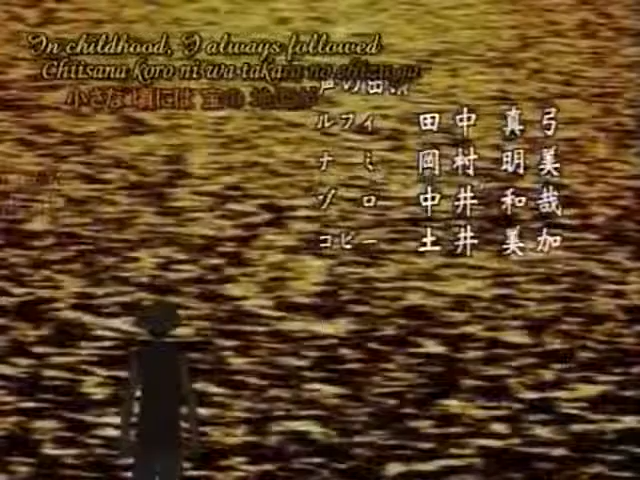 In childhood, I always followed
Chiisana koro ni wa takara no chizu ga
小さな 頃には 宝の 地図が
声の出演
ルフィ 田中 真弓
ナミ 岡村 明美
ゾロ 中井 和哉
コビー 土井 美加